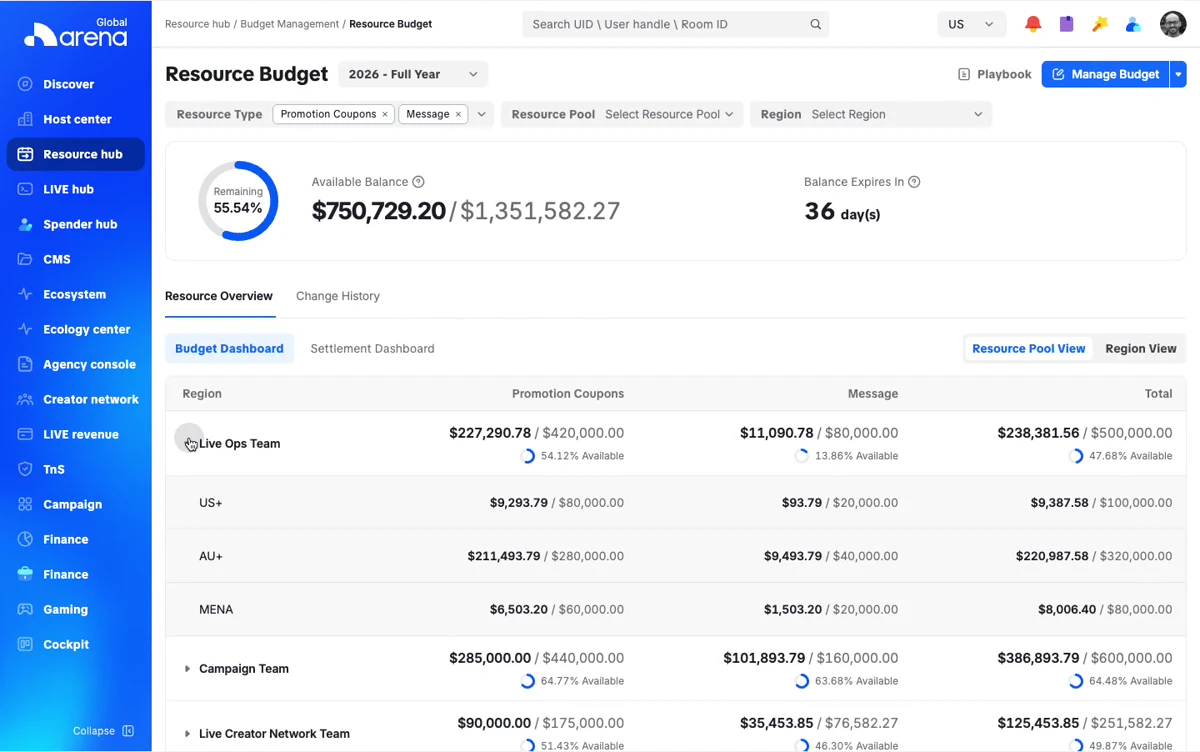 Global
arena
Discover
Host center
Resource hub
LIVE hub
Spender hub
CMS
Ecosystem
Ecology center
Agency console
Creator network
LIVE revenue
TnS
Campaign
Finance
Finance
Gaming
Cockpit
Collapse
Resource hub / Budget Management / Resource Budget
Search UID \ User handle \ Room ID
US
Resource Budget
2026 - Full Year
Playbook
Manage Budget
Resource Type Promotion Coupons × Message ×
Resource Pool Select Resource Pool
Region Select Region
Remaining
55.54%
Available Balance ?
$750,729.20 / $1,351,582.27
Balance Expires In ?
36 day(s)
Resource Overview Change History
Budget Dashboard Settlement Dashboard
Resource Pool View Region View
Region Promotion Coupons Message Total
Live Ops Team
$227,290.78 / $420,000.00
54.12% Available
$11,090.78 / $80,000.00
13.86% Available
$238,381.56 / $500,000.00
47.68% Available
US+ $9,293.79 / $80,000.00 $93.79 / $20,000.00 $9,387.58 / $100,000.00
AU+ $211,493.79 / $280,000.00 $9,493.79 / $40,000.00 $220,987.58 / $320,000.00
MENA $6,503.20 / $60,000.00 $1,503.20 / $20,000.00 $8,006.40 / $80,000.00
Campaign Team
$285,000.00 / $440,000.00
64.77% Available
$101,893.79 / $160,000.00
63.68% Available
$386,893.79 / $600,000.00
64.48% Available
Live Creator Network Team
$90,000.00 / $175,000.00
51.43% Available
$35,453.85 / $76,582.27
46.30% Available
$125,453.85 / $251,582.27
49.87% Available